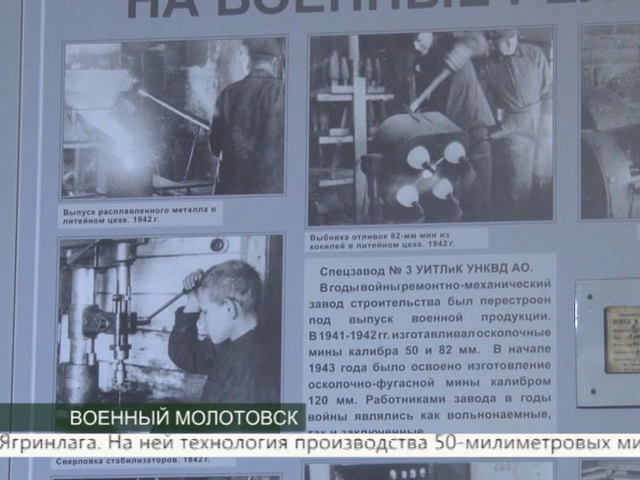 НА ВОЕННЫЕ
Выпуск расплавленного металла в
литейном цехе. 1942 г.
Выбивка отливок 82-мм мин из
кокилей в литейном цехе. 1942 г.
Спецзавод № 3 УИТЛиК УНКВД АО.
В годы войны ремонтно-механический
завод строительства был перестроен
под выпуск военной продукции.
В 1941-1942 гг. изготавливал осколочные
мины калибра 50 и 82 мм. В начале
1943 года было освоено изготовление
осколочно-фугасной мины калибром
120 мм. Работниками завода в годы
войны являлись как вольнонаемные,
так и заключенные.
ВОЕННЫЙ МОЛОТОВСК
Ягринлага. На ней технология производства 50-милиметровых ми
Сверловка стабилизаторов. 1942 г.